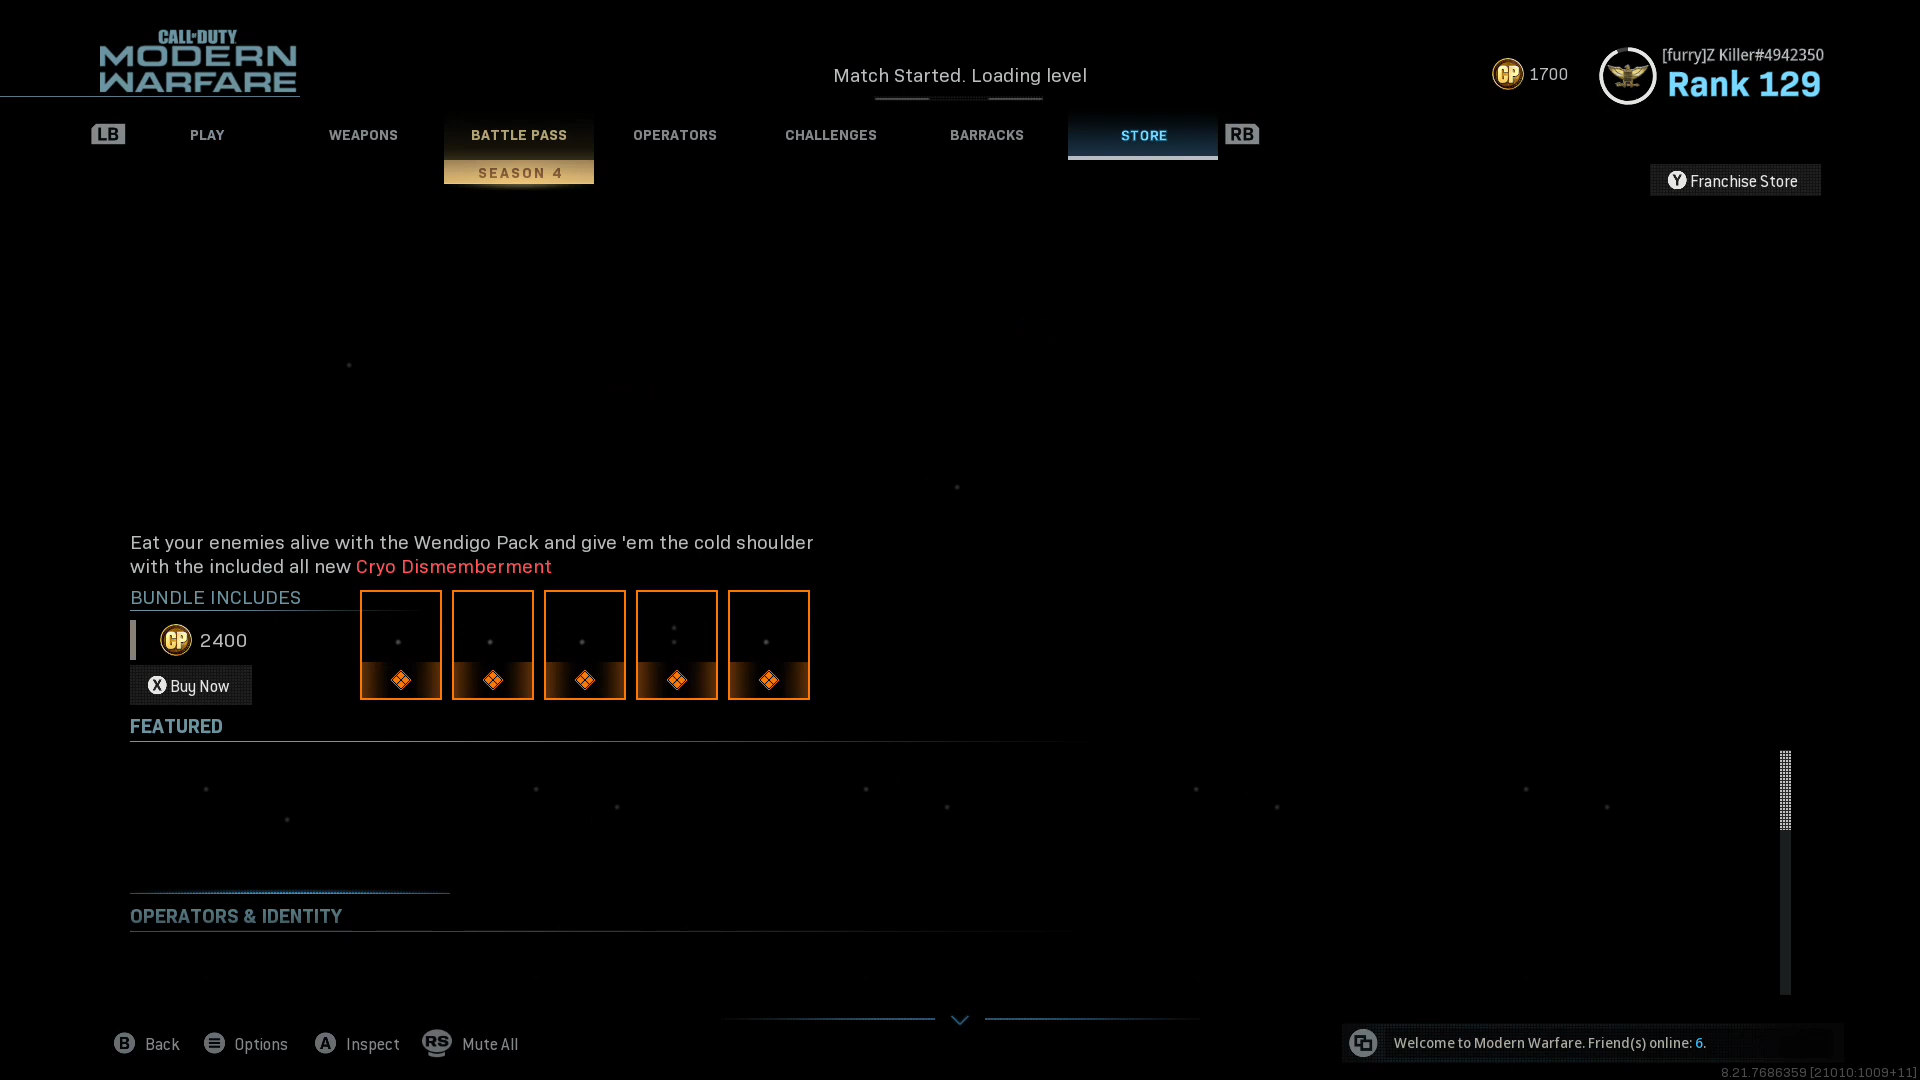 CALL OF DUTY
MODERN
WARFARE
Match Started. Loading level
CP 1700
[furry]Z Killer#4942350
Rank 129
LB PLAY WEAPONS BATTLE PASS OPERATORS CHALLENGES BARRACKS STORE RB
SEASON 4
Y Franchise Store
Eat your enemies alive with the Wendigo Pack and give 'em the cold shoulder
with the included all new Cryo Dismemberment
BUNDLE INCLUDES
CP 2400
X Buy Now
FEATURED
OPERATORS & IDENTITY
B Back Options A Inspect RS Mute All
Welcome to Modern Warfare. Friend(s) online: 6.
8.21.7686359 [21010:1009+11]